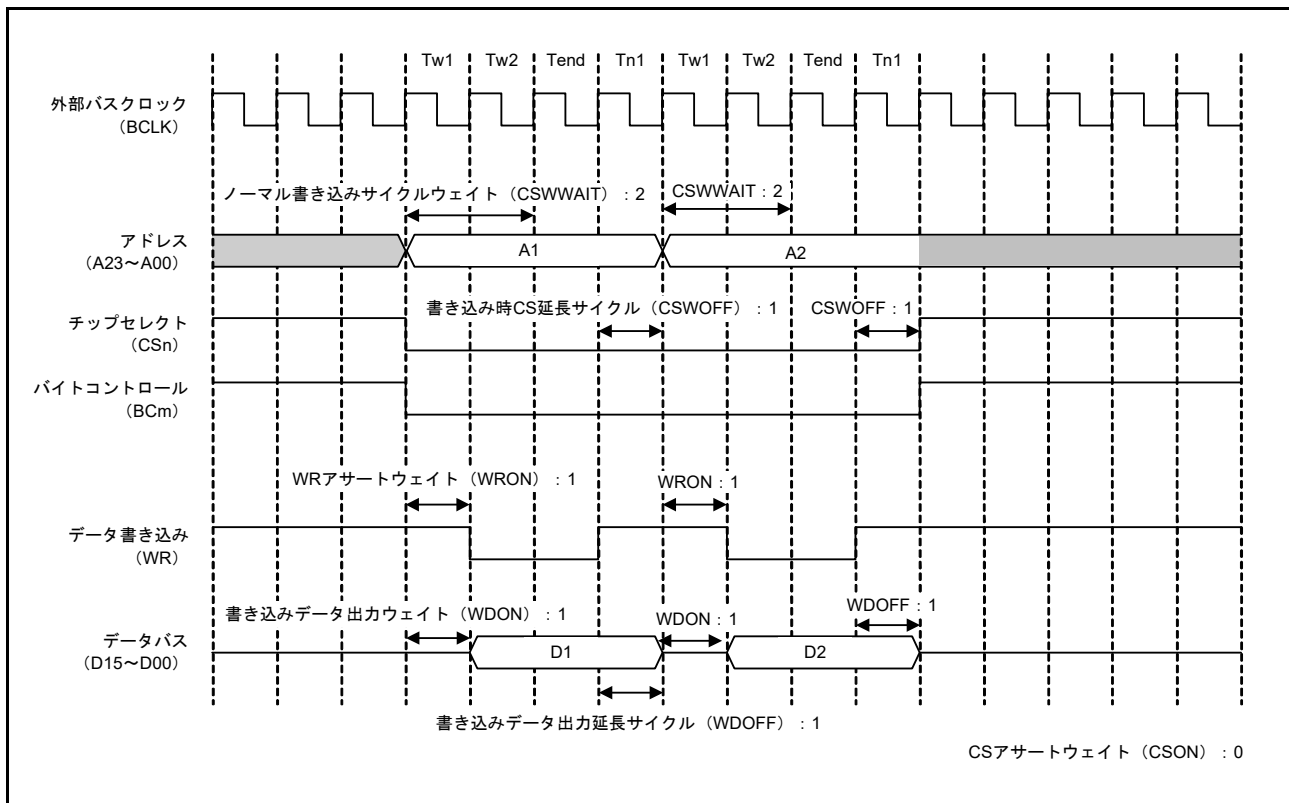 Tw1 Tw2 Tend Tn1 Tw1 Tw2 Tend Tn1
外部バスクロック
（BCLK）
ノーマル書き込みサイクルウェイト（CSWWAIT）：2
CSWWAIT：2
アドレス
（A23～A00）
A1
A2
書き込み時CS延長サイクル（CSWOFF）：1
CSWOFF：1
チップセレクト
（CSn）
バイトコントロール
（BCm）
WRアサートウェイト（WRON）：1
WRON：1
データ書き込み
（WR）
書き込みデータ出力ウェイト（WDON）：1
WDON：1
WDOFF：1
データバス
（D15～D00）
D1
D2
書き込みデータ出力延長サイクル（WDOFF）：1
CSアサートウェイト（CSON）：0